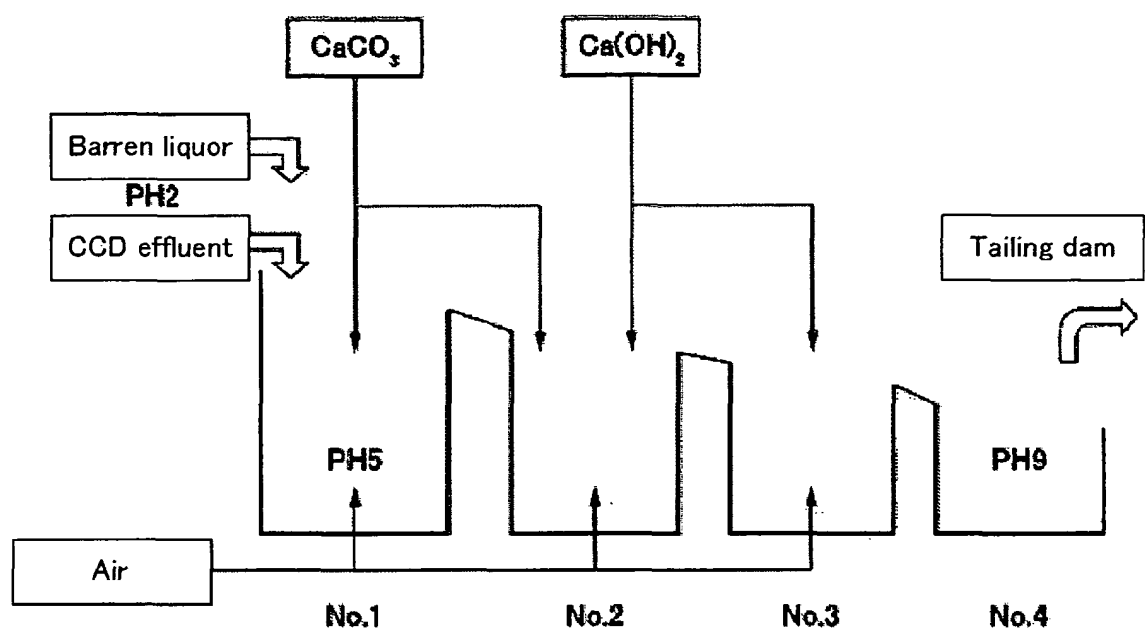 CaCO₃
Ca(OH)₂
Barren liquor
PH2
CCD effluent
Tailing dam
PH5
PH9
Air
No.1
No.2
No.3
No.4